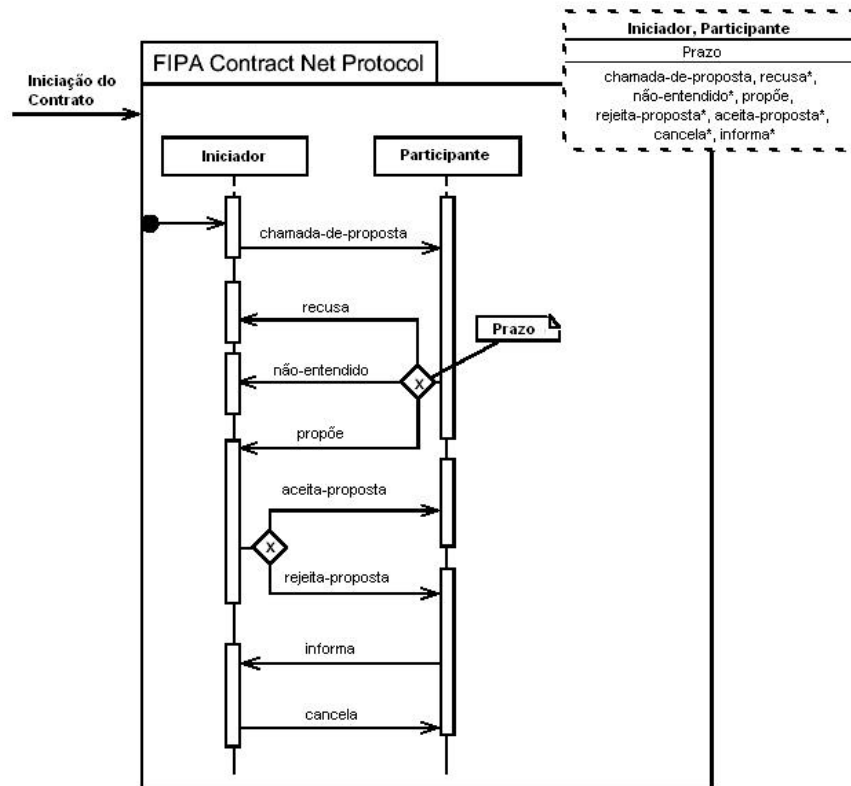 Iniciador, Participante
Prazo
chamada-de-proposta, recusa*,
não-entendido*, propõe,
rejeita-proposta*, aceita-proposta*,
cancela*, informa*
FIPA Contract Net Protocol
Iniciação do
Contrato
Iniciador
Participante
chamada-de-proposta
recusa
Prazo
não-entendido
x
propõe
aceita-proposta
x
rejeita-proposta
informa
cancela